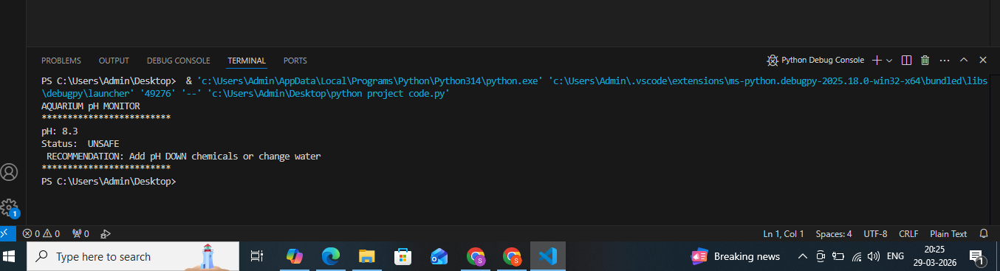 PROBLEMS OUTPUT DEBUG CONSOLE TERMINAL PORTS Python Debug Console
PS C:\Users\Admin\Desktop>  & 'c:\Users\Admin\AppData\Local\Programs\Python\Python314\python.exe' 'c:\Users\Admin\.vscode\extensions\ms-python.debugpy-2025.18.0-win32-x64\bundled\libs
\debugpy\launcher' '49276' '--' 'c:\Users\Admin\Desktop\python project code.py'
AQUARIUM pH MONITOR
*************************
pH: 8.3
Status:  UNSAFE
 RECOMMENDATION: Add pH DOWN chemicals or change water
*************************
PS C:\Users\Admin\Desktop>
1
0 0 0 Ln 1, Col 1 Spaces: 4 UTF-8 CRLF Plain Text
Type here to search S S Breaking news ENG 20:25
29-03-2026 1